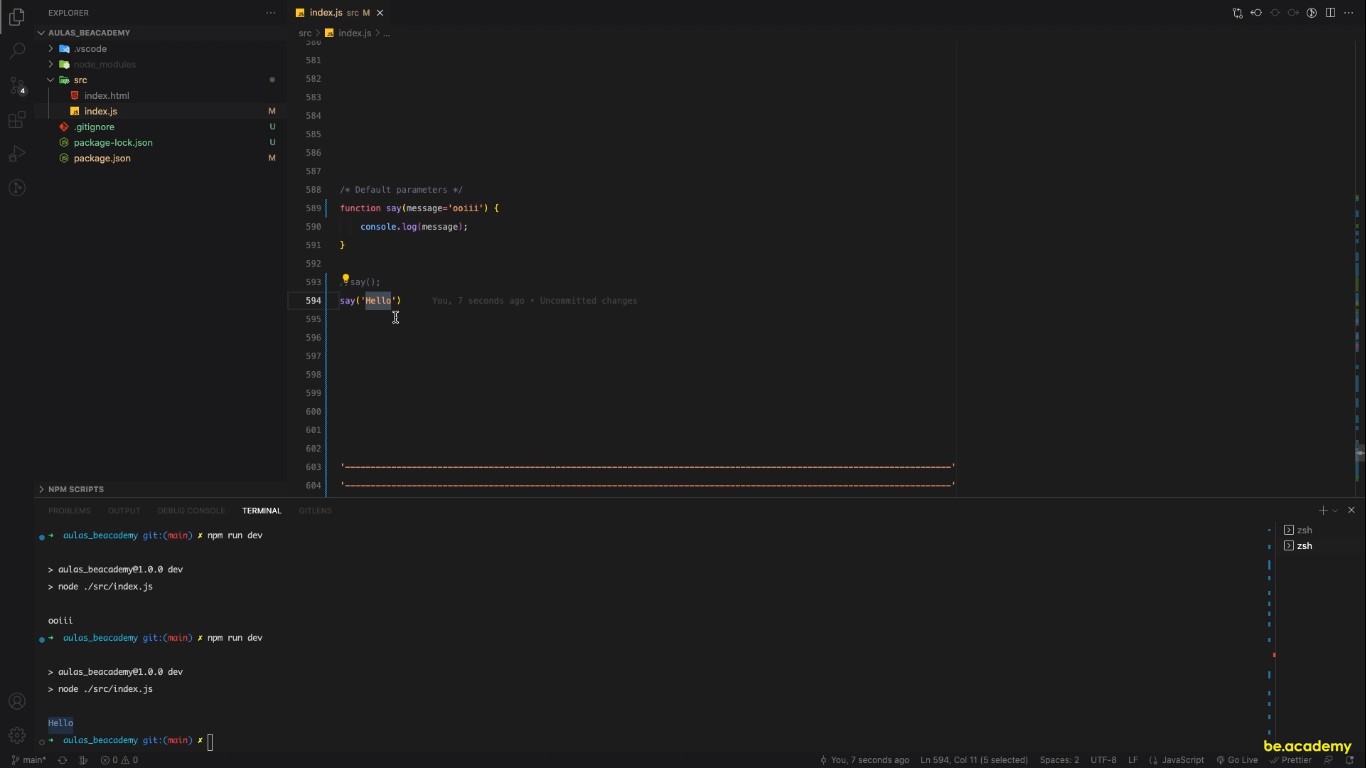 EXPLORER
···
index.js src M ×
AULAS_BEACADEMY
src > index.js > ...
.vscode
node_modules
src
index.html
index.js M
.gitignore U
package-lock.json U
package.json M
4
580
581
582
583
584
585
586
587
588 /* Default parameters */
589 function say(message='ooiii') {
590 console.log(message);
591 }
592
593 say();
594 say('Hello') You, 7 seconds ago • Uncommitted changes
595
596
597
598
599
600
601
602
603
604
NPM SCRIPTS
PROBLEMS OUTPUT DEBUG CONSOLE TERMINAL GITLENS
➜ aulas_beacademy git:(main) ✗ npm run dev
> aulas_beacademy@1.0.0 dev
> node ./src/index.js
ooiii
➜ aulas_beacademy git:(main) ✗ npm run dev
> aulas_beacademy@1.0.0 dev
> node ./src/index.js
Hello
➜ aulas_beacademy git:(main) ✗
zsh
zsh
be.academy
main* 0 0 You, 7 seconds ago Ln 594, Col 11 (5 selected) Spaces: 2 UTF-8 LF JavaScript Go Live Prettier